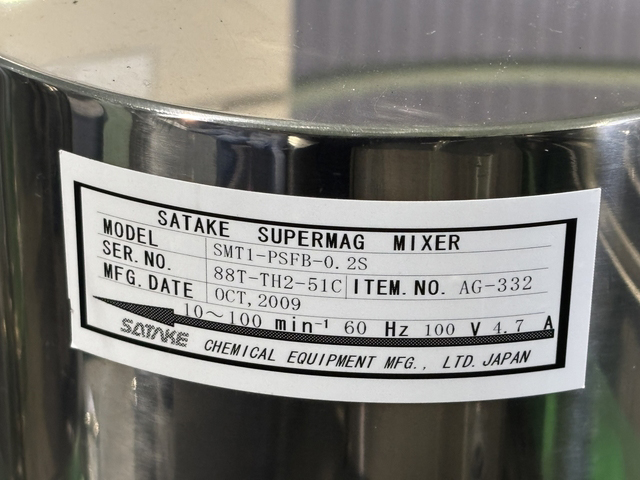 SATAKE SUPERMAG MIXER
MODEL SMT1-PSFB-0.2S
SER.NO. 88T-TH2-51C ITEM.NO. AG-332
MFG.DATE OCT,2009
10～100 min⁻¹ 60 Hz 100 V 4.7 A
SATAKE CHEMICAL EQUIPMENT MFG., LTD.JAPAN